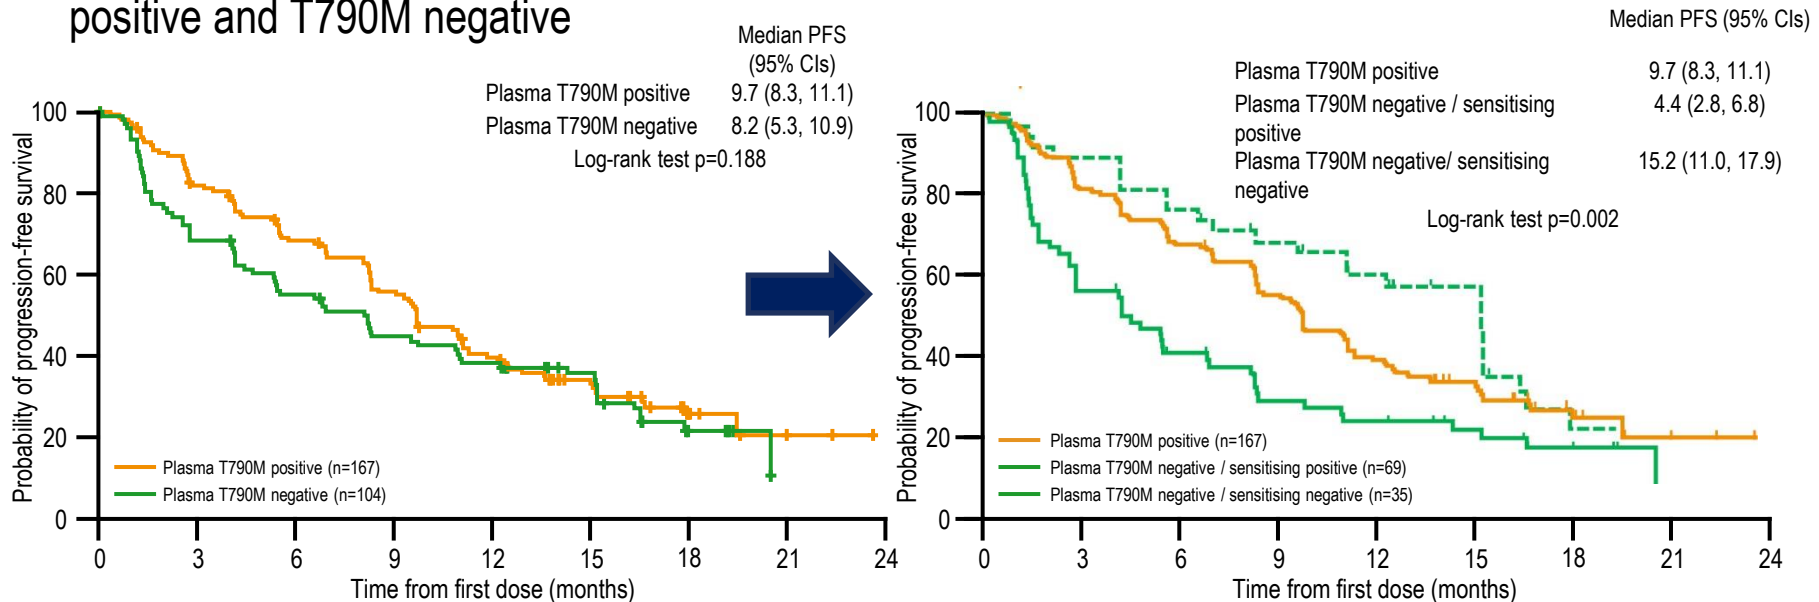 positive and T790M negative
Median PFS
(95% CIs)
Plasma T790M positive 9.7 (8.3, 11.1)
Plasma T790M negative 8.2 (5.3, 10.9)
Log-rank test p=0.188
Probability of progression-free survival
100
80
60
40
20
0
Plasma T790M positive (n=167)
Plasma T790M negative (n=104)
0 3 6 9 12 15 18 21 24
Time from first dose (months)
Median PFS (95% CIs)
Plasma T790M positive 9.7 (8.3, 11.1)
Plasma T790M negative / sensitising 4.4 (2.8, 6.8)
positive
Plasma T790M negative/ sensitising 15.2 (11.0, 17.9)
negative
Log-rank test p=0.002
Probability of progression-free survival
100
80
60
40
20
0
Plasma T790M positive (n=167)
Plasma T790M negative / sensitising positive (n=69)
Plasma T790M negative / sensitising negative (n=35)
0 3 6 9 12 15 18 21 24
Time from first dose (months)